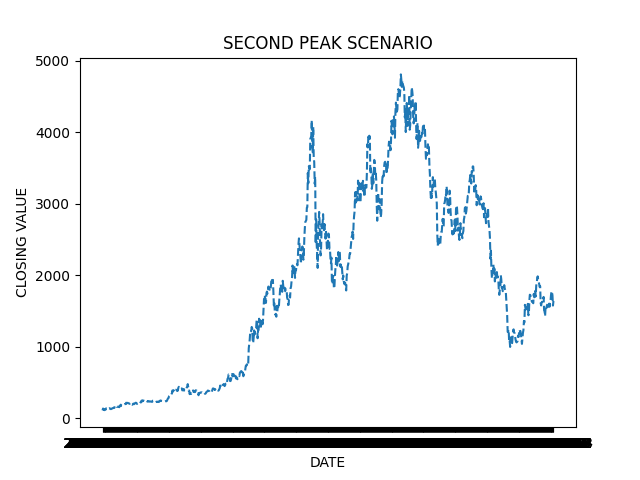 SECOND PEAK SCENARIO
CLOSING VALUE
5000
4000
3000
2000
1000
0
DATE